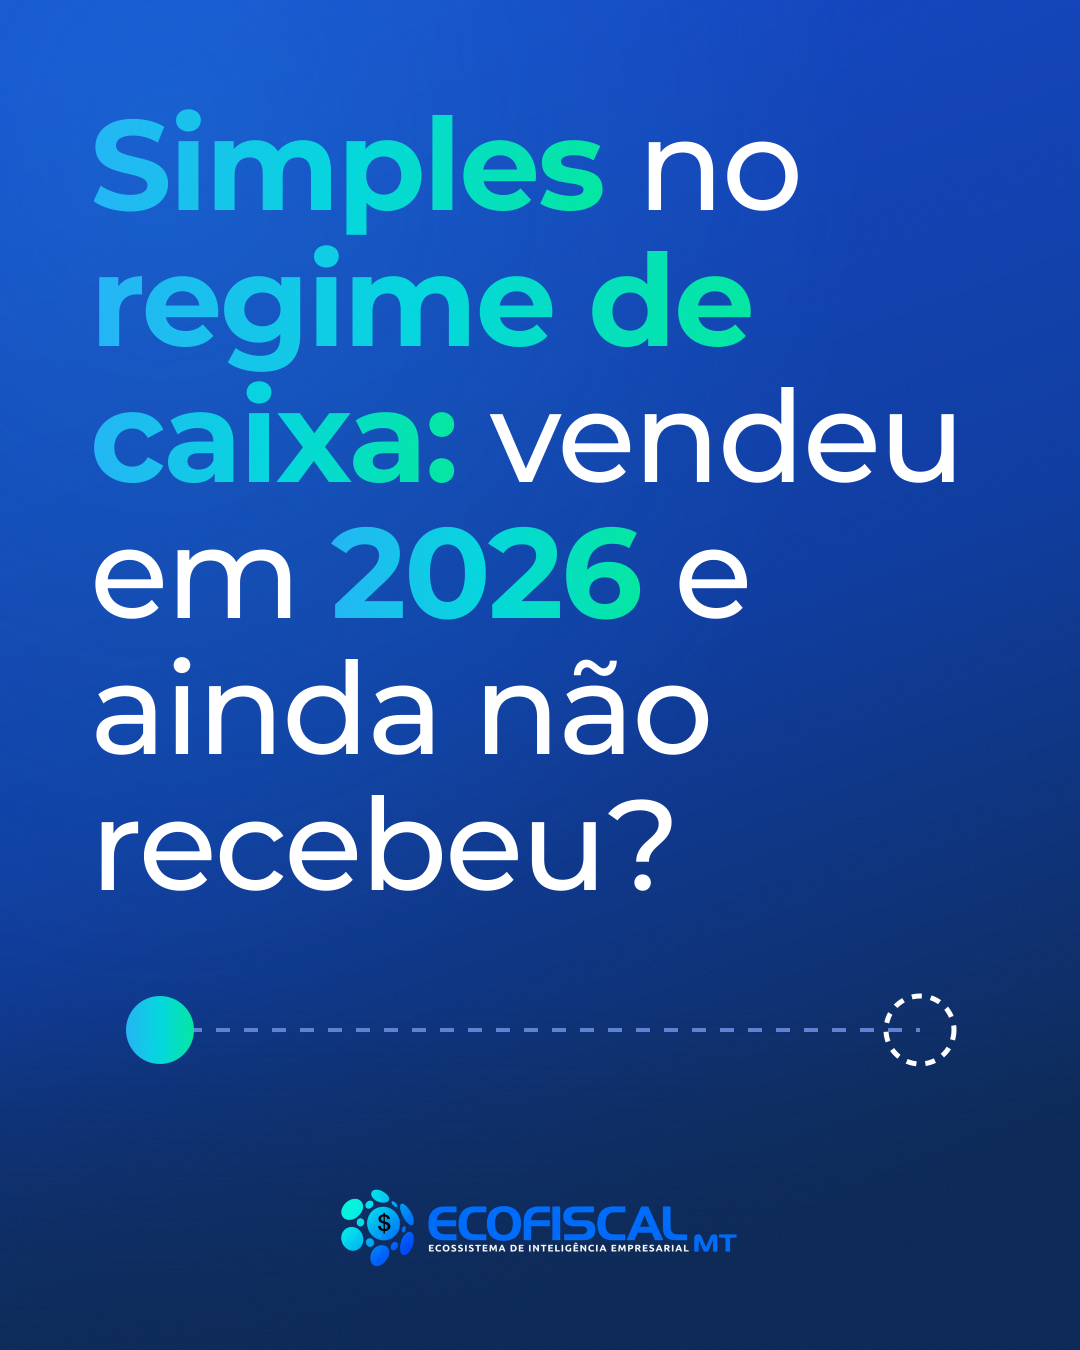 Simples no
regime de
caixa: vendeu
em 2026 e
ainda não
recebeu?
$
ECOFISCAL MT
ECOSSISTEMA DE INTELIGÊNCIA EMPRESARIAL